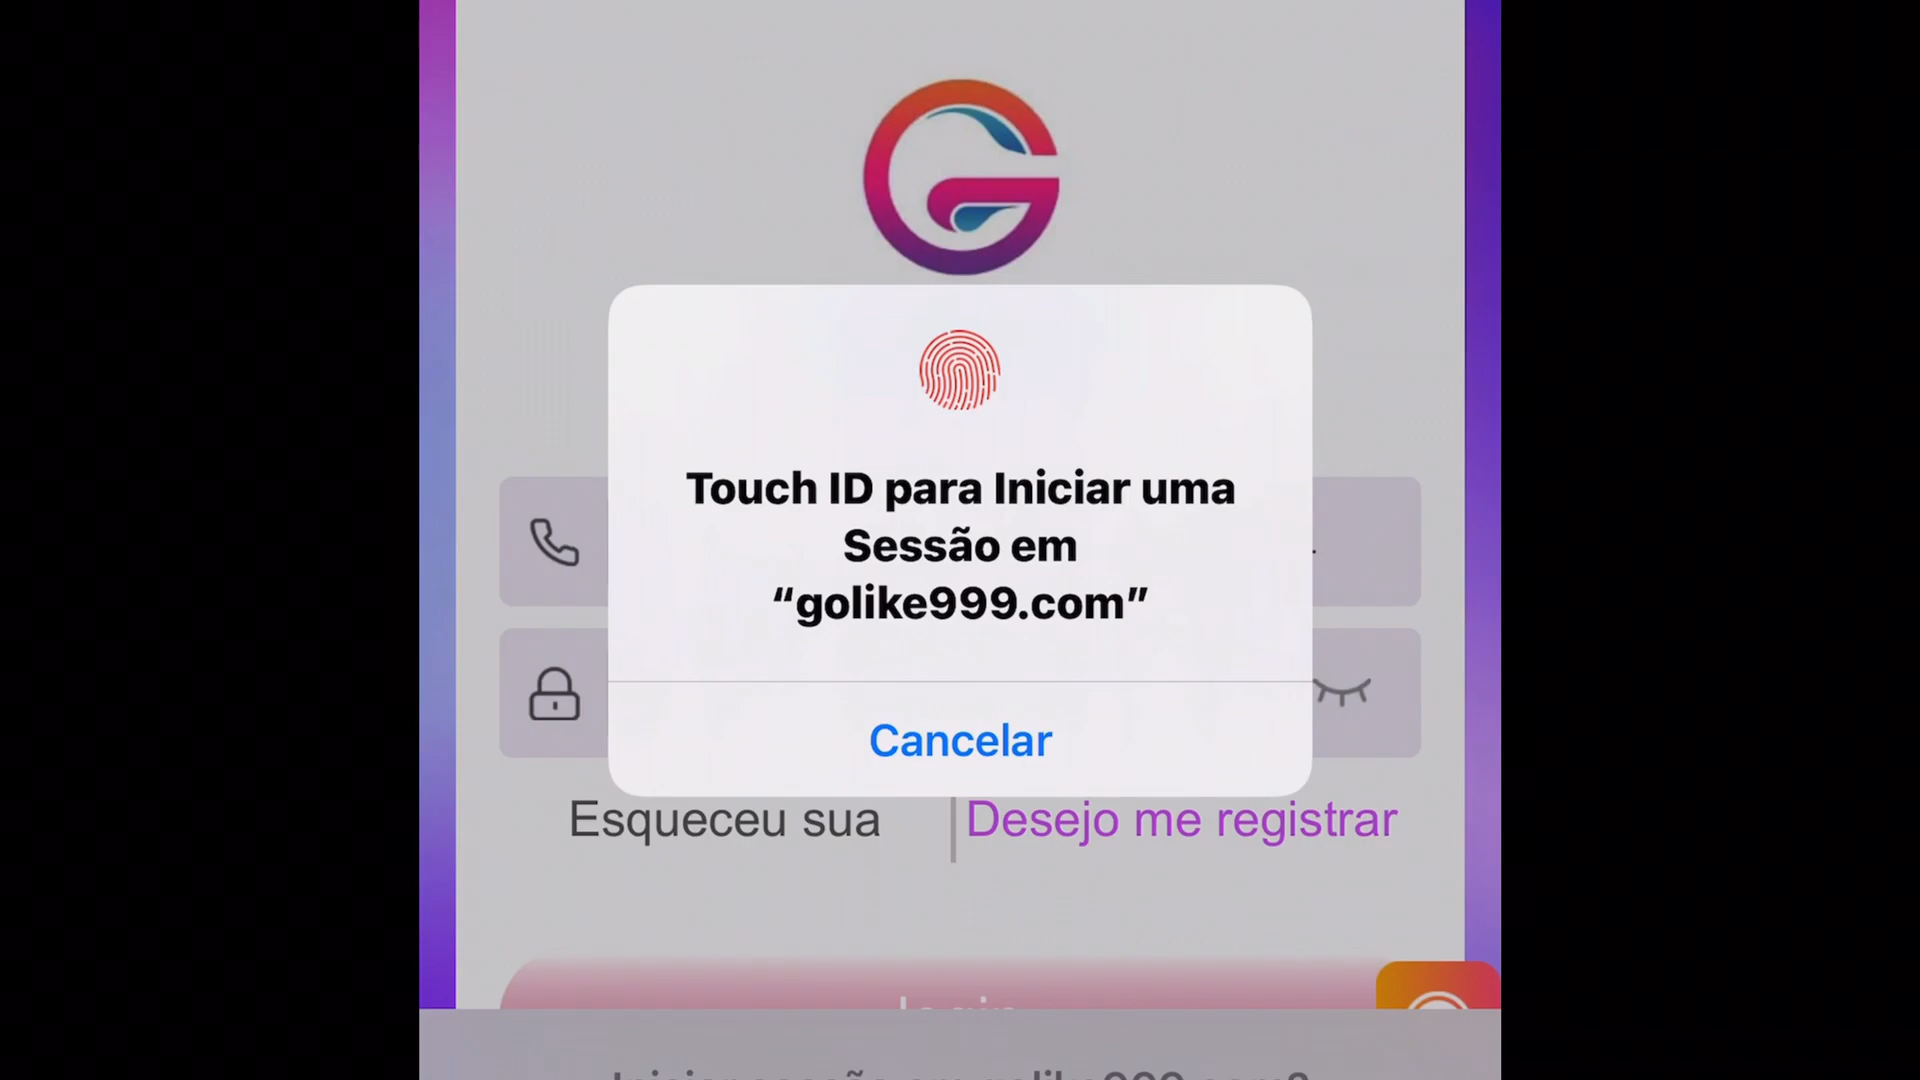 Touch ID para Iniciar uma
Sessão em
“golike999.com”
Cancelar
Esqueceu sua
Desejo me registrar